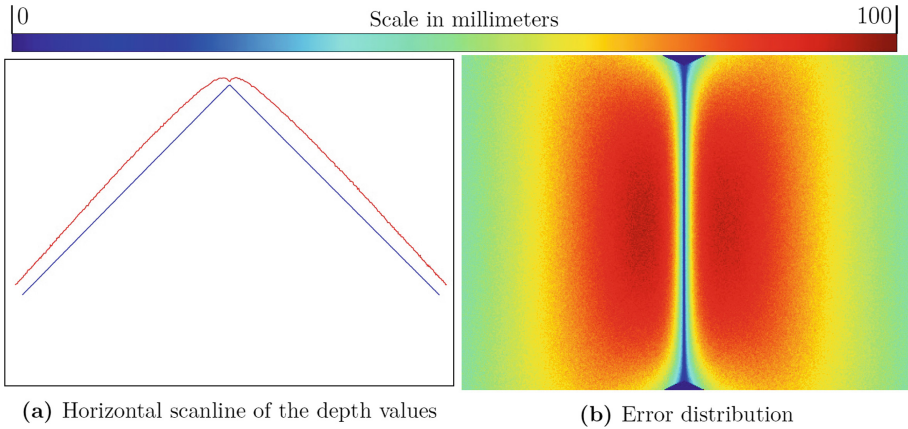 0 Scale in millimeters 100
(a) Horizontal scanline of the depth values
(b) Error distribution